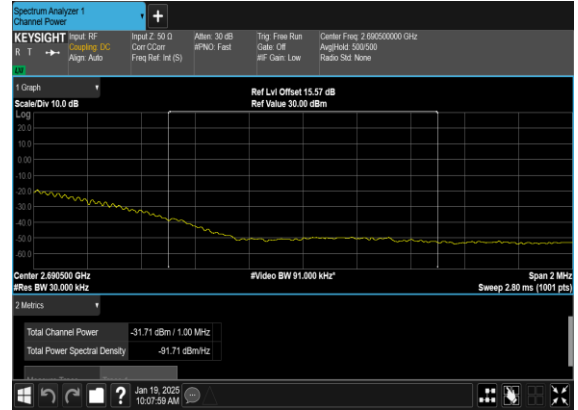 Spectrum Analyzer 1
Channel Power
+
KEYSIGHT Input: RF Input Z: 50 Ω Atten: 30 dB Trig: Free Run Center Freq: 2.690500000 GHz
R T Coupling: DC Corr CCorr #PNO: Fast Gate: Off Avg|Hold: 500/500
Align: Auto Freq Ref: Int (S) #IF Gain: Low Radio Std: None
1 Graph
Ref Lvl Offset 15.57 dB
Scale/Div 10.0 dB Ref Value 30.00 dBm
Log
20.0
10.0
0.00
-10.0
-20.0
-30.0
-40.0
-50.0
-60.0
Center 2.690500 GHz #Video BW 91.000 kHz* Span 2 MHz
#Res BW 30.000 kHz Sweep 2.80 ms (1001 pts)
2 Metrics
Total Channel Power -31.71 dBm / 1.00 MHz
Total Power Spectral Density -91.71 dBm/Hz
? Jan 19, 2025
10:07:59 AM